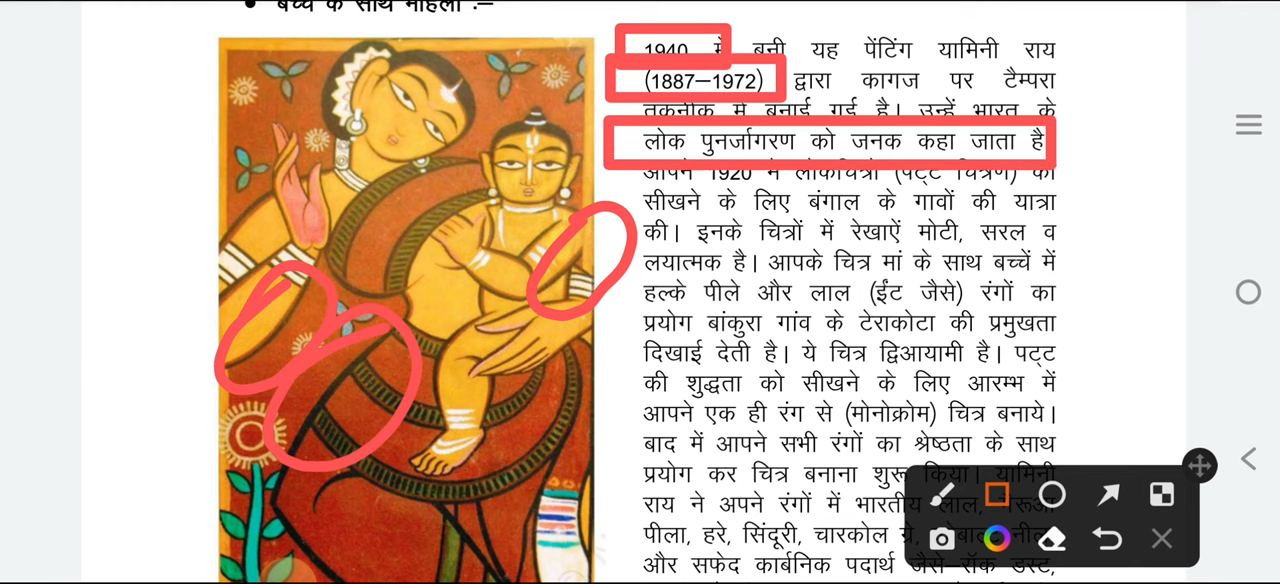 बच्चे के साथ महिला :–
1940 में बनी यह पेंटिंग यामिनी राय
(1887–1972) द्वारा कागज पर टैम्परा
तकनीक में बनाई गई है। उन्हें भारत के
लोक पुनर्जागरण को जनक कहा जाता है
आपने 1920 में लोकचित्रों (पट्ट चित्रण) को
सीखने के लिए बंगाल के गावों की यात्रा
की। इनके चित्रों में रेखाऐं मोटी, सरल व
लयात्मक है। आपके चित्र मां के साथ बच्चें में
हल्के पीले और लाल (ईंट जैसे) रंगों का
प्रयोग बांकुरा गांव के टेराकोटा की प्रमुखता
दिखाई देती है। ये चित्र द्विआयामी है। पट्ट
की शुद्धता को सीखने के लिए आरम्भ में
आपने एक ही रंग से (मोनोक्रोम) चित्र बनाये।
बाद में आपने सभी रंगों का श्रेष्ठता के साथ
प्रयोग कर चित्र बनाना शुरू किया। यामिनी
राय ने अपने रंगों में भारतीय लाल, गेरूआ
पीला, हरे, सिंदूरी, चारकोल ग्रे, नीला
और सफेद कार्बनिक पदार्थ जैसे–रॉक डस्ट,